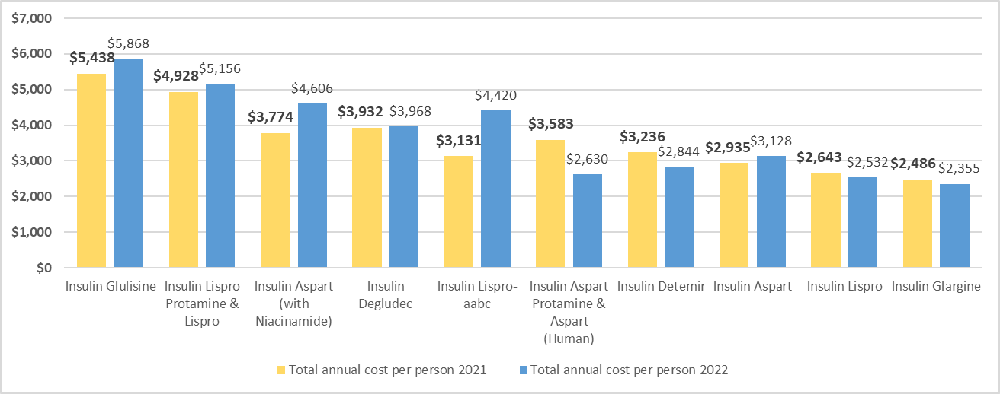 $7,000
$6,000
$5,000
$4,000
$3,000
$2,000
$1,000
$0
$5,438
$5,868
$4,928
$5,156
$3,774
$4,606
$3,932
$3,968
$3,131
$4,420
$3,583
$2,630
$3,236
$2,844
$2,935
$3,128
$2,643
$2,532
$2,486
$2,355
Insulin Glulisine
Insulin Lispro
Protamine &
Lispro
Insulin Aspart
(with
Niacinamide)
Insulin
Degludec
Insulin Lispro-
aabc
Insulin Aspart
Protamine &
Aspart
(Human)
Insulin Detemir
Insulin Aspart
Insulin Lispro
Insulin Glargine
Total annual cost per person 2021
Total annual cost per person 2022